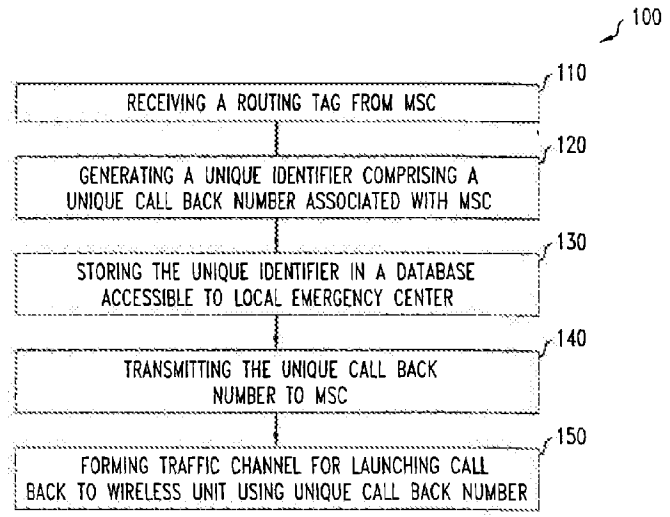 100
110
RECEIVING A ROUTING TAG FROM MSC
120
GENERATING A UNIQUE IDENTIFIER COMPRISING A
UNIQUE CALL BACK NUMBER ASSOCIATED WITH MSC
130
STORING THE UNIQUE IDENTIFIER IN A DATABASE
ACCESSIBLE TO LOCAL EMERGENCY CENTER
140
TRANSMITTING THE UNIQUE CALL BACK
NUMBER TO MSC
150
FORMING TRAFFIC CHANNEL FOR LAUNCHING CALL
BACK TO WIRELESS UNIT USING UNIQUE CALL BACK NUMBER